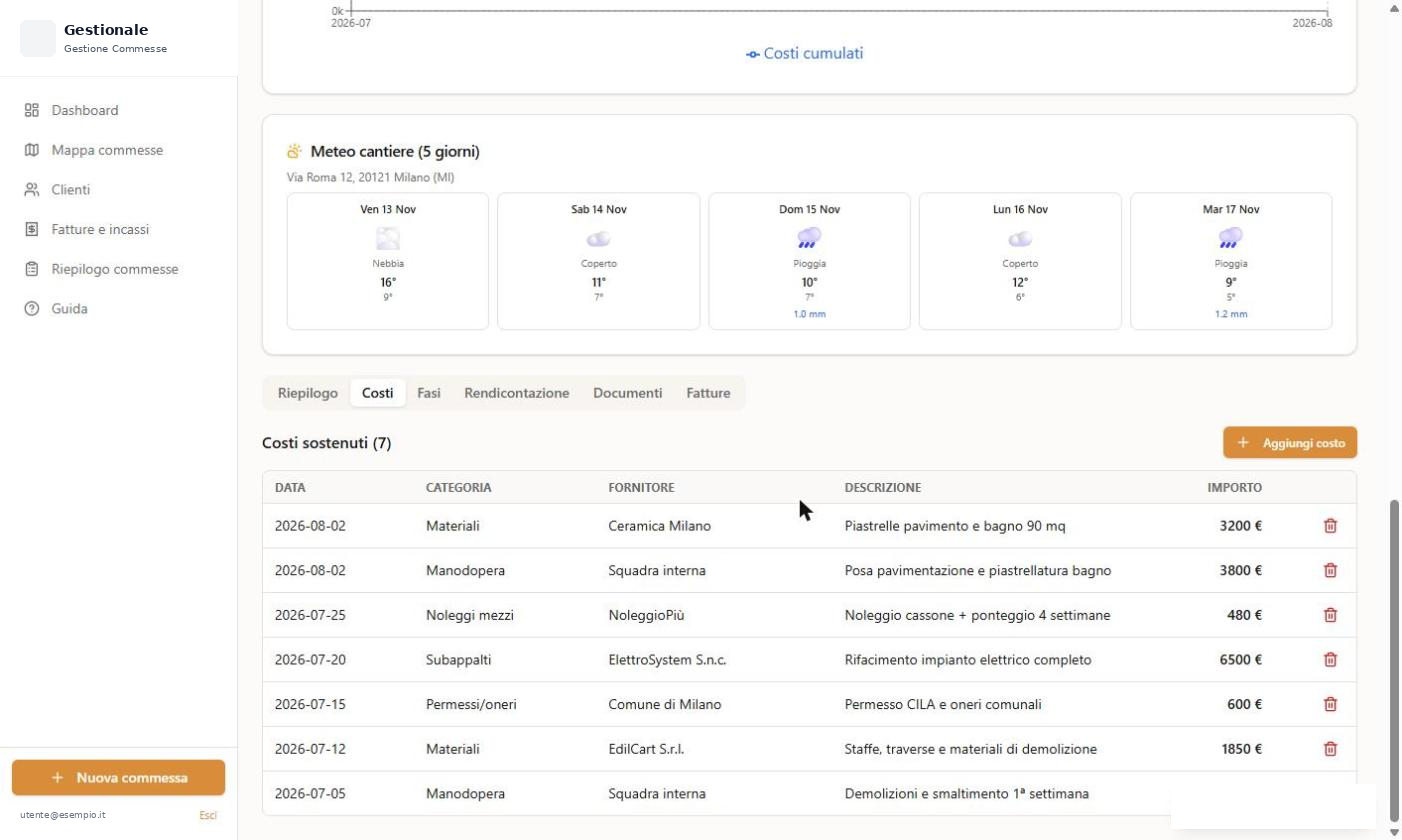 Gestionale
Gestione Commesse
Dashboard
Mappa commesse
Clienti
Fatture e incassi
Riepilogo commesse
Guida
Nuova commessa
utente@esempio.it Esci
0k
2026-07 2026-08
Costi cumulati
Meteo cantiere (5 giorni)
Via Roma 12, 20121 Milano (MI)
Ven 13 Nov Sab 14 Nov Dom 15 Nov Lun 16 Nov Mar 17 Nov
Nebbia Coperto Pioggia Coperto Pioggia
16° 11° 10° 12° 9°
9° 7° 7° 6° 5°
1.0 mm 1.2 mm
Riepilogo Costi Fasi Rendicontazione Documenti Fatture
Costi sostenuti (7) Aggiungi costo
DATA CATEGORIA FORNITORE DESCRIZIONE IMPORTO
2026-08-02 Materiali Ceramica Milano Piastrelle pavimento e bagno 90 mq 3200 €
2026-08-02 Manodopera Squadra interna Posa pavimentazione e piastrellatura bagno 3800 €
2026-07-25 Noleggi mezzi NoleggioPiù Noleggio cassone + ponteggio 4 settimane 480 €
2026-07-20 Subappalti ElettroSystem S.n.c. Rifacimento impianto elettrico completo 6500 €
2026-07-15 Permessi/oneri Comune di Milano Permesso CILA e oneri comunali 600 €
2026-07-12 Materiali EdilCart S.r.l. Staffe, traverse e materiali di demolizione 1850 €
2026-07-05 Manodopera Squadra interna Demolizioni e smaltimento 1ª settimana